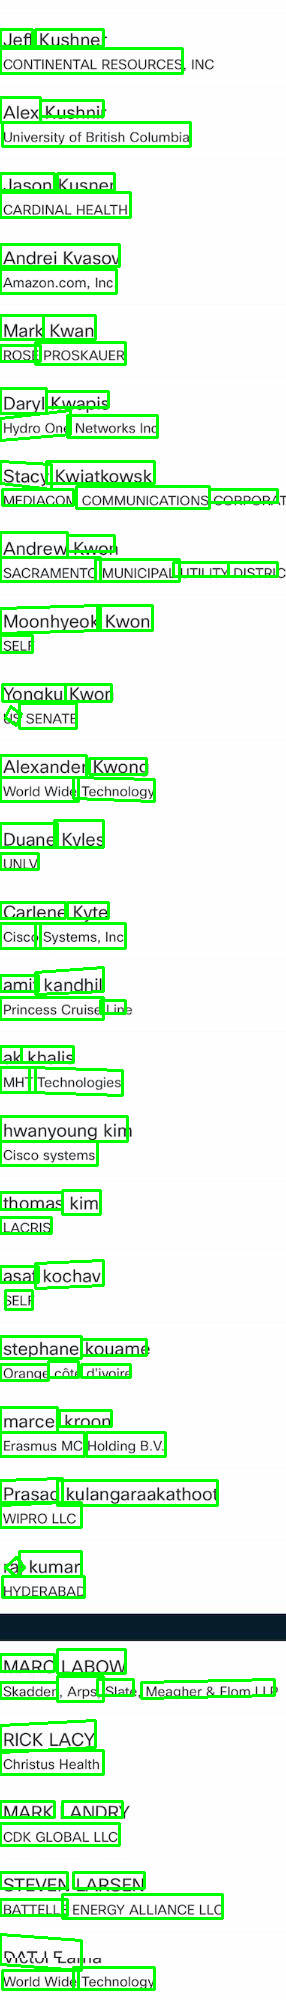 Jeff Kushner
CONTINENTAL RESOURCES, INC
Alex Kushnir
University of British Columbia
Jason Kusner
CARDINAL HEALTH
Andrei Kvasov
Amazon.com, Inc
Mark Kwan
ROSE PROSKAUER
Daryl Kwapis
Hydro One Networks Inc
Stacy Kwiatkowsk
MEDIACOM COMMUNICATIONS CORPORAT
Andrew Kwon
SACRAMENTO MUNICIPAL UTILITY DISTRIC
Moonhyeok Kwon
SELF
Yongku Kwon
US SENATE
Alexander Kwong
World Wide Technology
Duane Kyles
UNLV
Carlene Kyte
Cisco Systems, Inc
amit kandhil
Princess Cruise Line
ak khalis
MHT Technologies
hwanyoung kim
Cisco systems
thomas kim
LACRIS
asaf kochav
SELF
stephane kouame
Orange côte d'ivoire
marcel kroon
Erasmus MC Holding B.V.
Prasad kulangaraakathoot
WIPRO LLC
kumar
HYDERABAD
MARC LABOW
Skadden, Arps, Slate, Meagher & Flom LLP
RICK LACY
Christus Health
MARK LANDRY
CDK GLOBAL LLC
STEVEN LARSEN
BATTELLE ENERGY ALLIANCE LLC
World Wide Technology